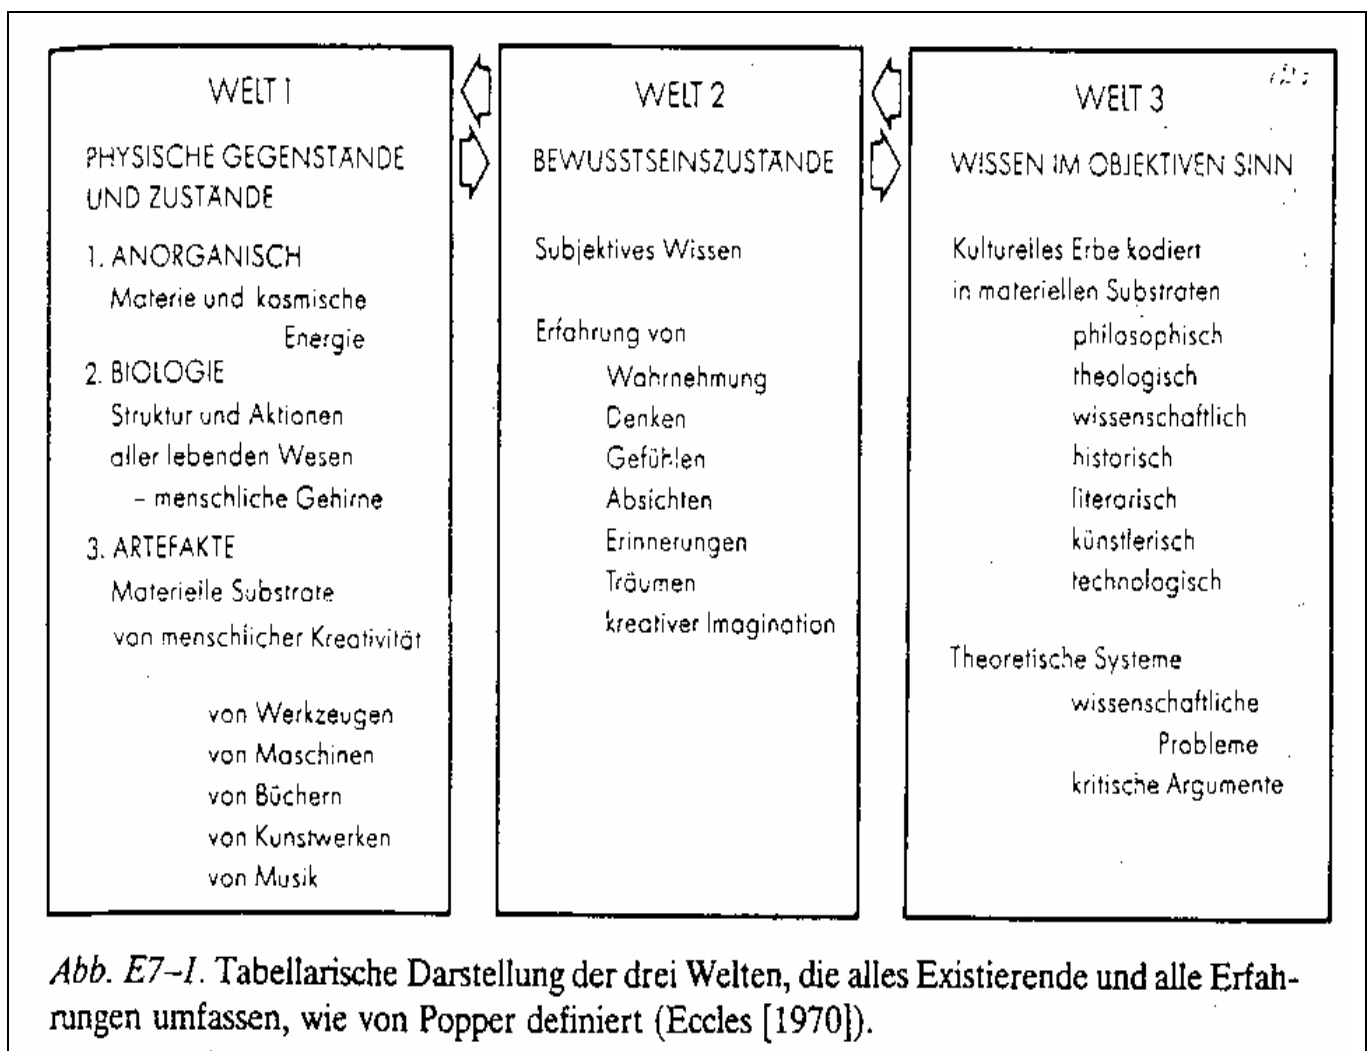 WELT 1
PHYSISCHE GEGENSTÄNDE
UND ZUSTÄNDE
1. ANORGANISCH
Materie und kosmische
Energie
2. BIOLOGIE
Struktur und Aktionen
aller lebenden Wesen
– menschliche Gehirne
3. ARTEFAKTE
Materielle Substrate
von menschlicher Kreativität
von Werkzeugen
von Maschinen
von Büchern
von Kunstwerken
von Musik
WELT 2
BEWUSSTSEINSZUSTÄNDE
Subjektives Wissen
Erfahrung von
Wahrnehmung
Denken
Gefühlen
Absichten
Erinnerungen
Träumen
kreativer Imagination
WELT 3
WISSEN IM OBJEKTIVEN SINN
Kulturelles Erbe kodiert
in materiellen Substraten
philosophisch
theologisch
wissenschaftlich
historisch
literarisch
künstlerisch
technologisch
Theoretische Systeme
wissenschaftliche
Probleme
kritische Argumente
Abb. E7–1. Tabellarische Darstellung der drei Welten, die alles Existierende und alle Erfah-
rungen umfassen, wie von Popper definiert (Eccles [1970]).